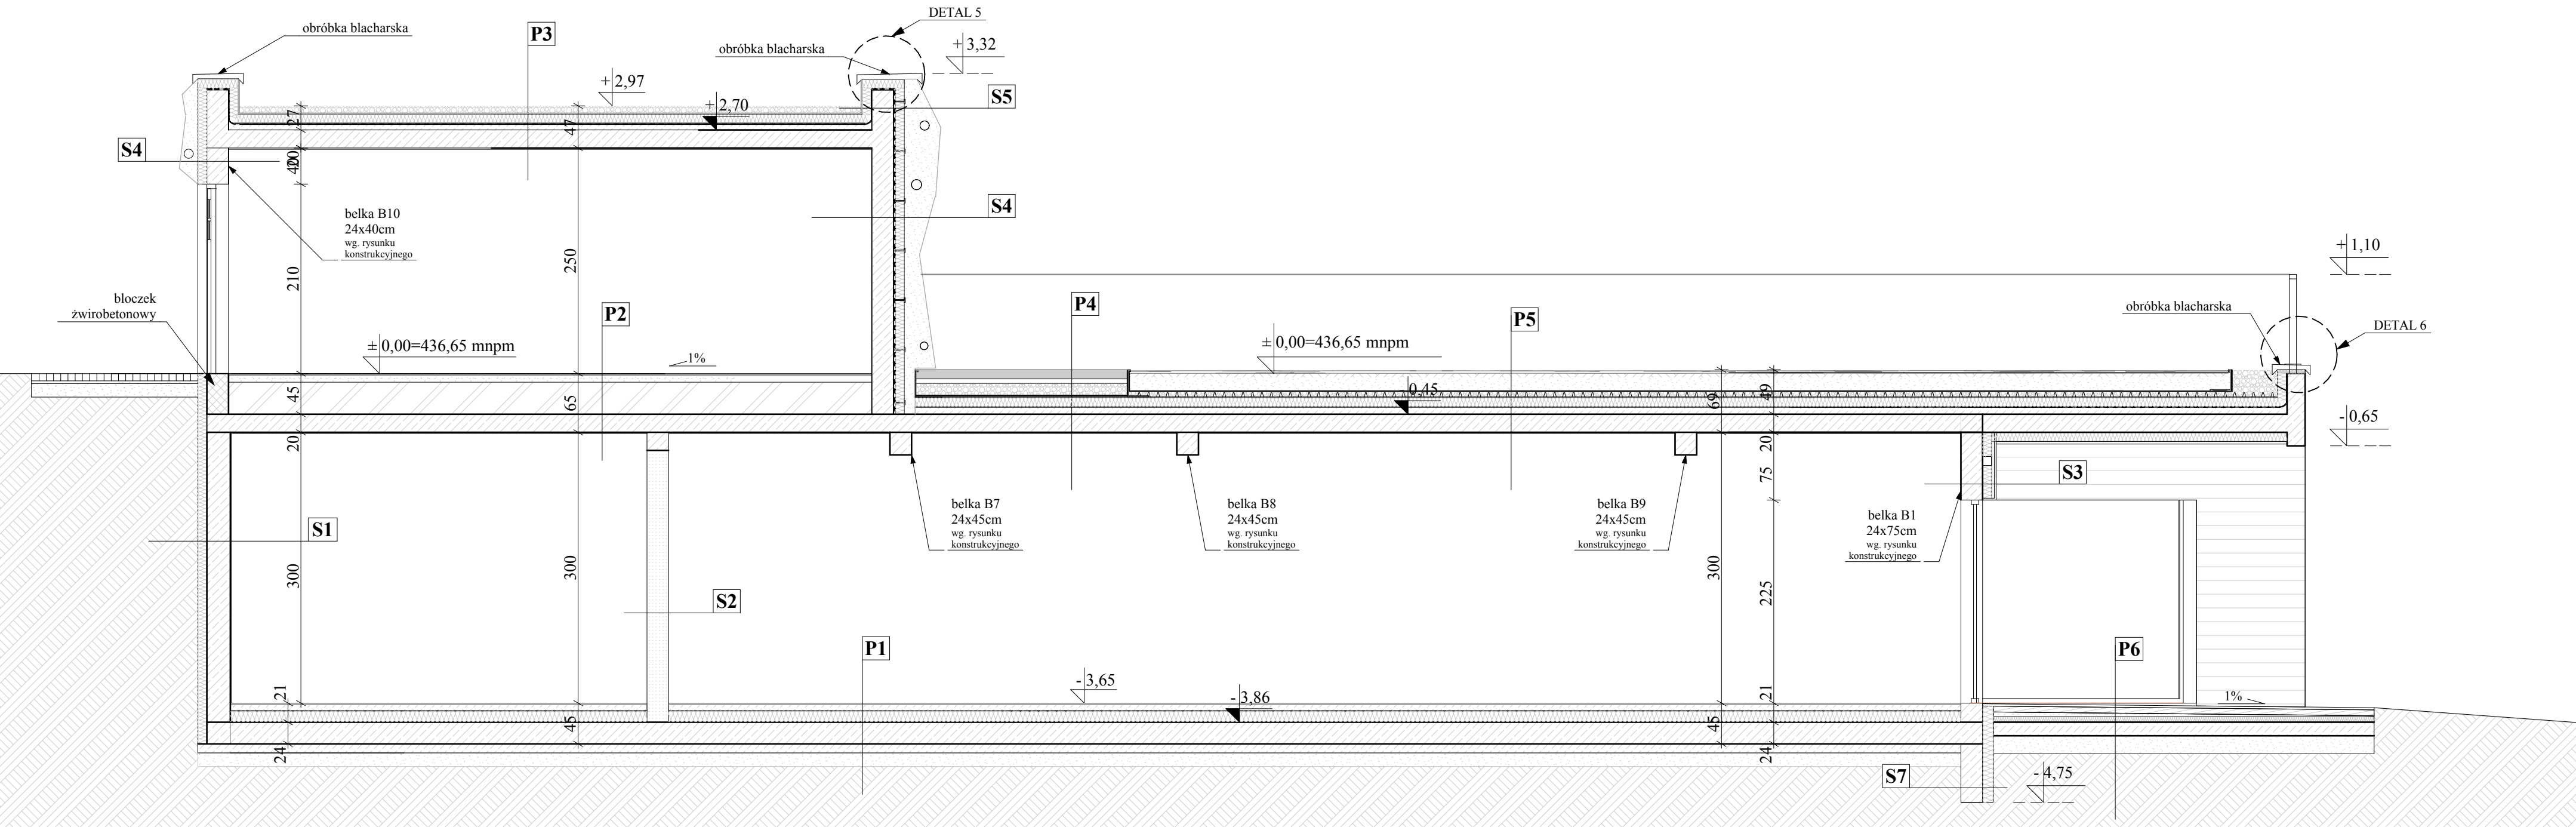 DETAL 5
obróbka blacharska
P3
obróbka blacharska
+ 3,32
+ 2,97
+ 2,70
S5
27
47
S4
20
40
S4
belka B10
24x40cm
wg. rysunku
konstrukcyjnego
210
250
+ 1,10
bloczek
żwirobetonowy
P2
P4
P5
obróbka blacharska
DETAL 6
± 0,00=436,65 mnpm
1%
± 0,00=436,65 mnpm
45
65
- 0,45
69
49
- 0,65
20
20
75
S3
belka B7
24x45cm
wg. rysunku
konstrukcyjnego
belka B8
24x45cm
wg. rysunku
konstrukcyjnego
belka B9
24x45cm
wg. rysunku
konstrukcyjnego
belka B1
24x75cm
wg. rysunku
konstrukcyjnego
S1
300
300
300
225
S2
P1
P6
- 3,65
- 3,86
21
21
1%
45
45
24
24
S7
- 4,75